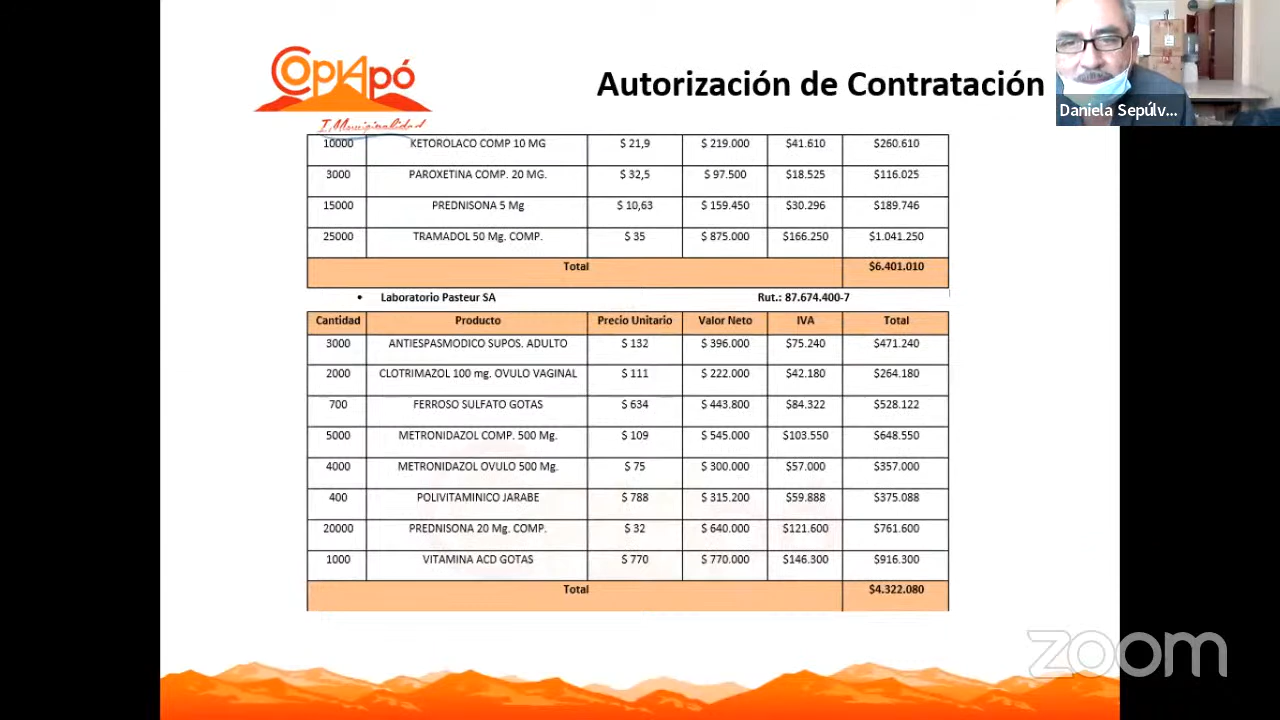 COPIAPó
I. Municipalidad
Autorización de Contratación
Daniela Sepúlv...
10000 KETOROLACO COMP 10 MG $ 21,9 $ 219.000 $41.610 $260.610
3000 PAROXETINA COMP. 20 MG. $ 32,5 $ 97.500 $18.525 $116.025
15000 PREDNISONA 5 Mg $ 10,63 $ 159.450 $30.296 $189.746
25000 TRAMADOL 50 Mg. COMP. $ 35 $ 875.000 $166.250 $1.041.250
Total $6.401.010
• Laboratorio Pasteur SA Rut.: 87.674.400-7
Cantidad Producto Precio Unitario Valor Neto IVA Total
3000 ANTIESPASMODICO SUPOS. ADULTO $ 132 $ 396.000 $75.240 $471.240
2000 CLOTRIMAZOL 100 mg. OVULO VAGINAL $ 111 $ 222.000 $42.180 $264.180
700 FERROSO SULFATO GOTAS $ 634 $ 443.800 $84.322 $528.122
5000 METRONIDAZOL COMP. 500 Mg. $ 109 $ 545.000 $103.550 $648.550
4000 METRONIDAZOL OVULO 500 Mg. $ 75 $ 300.000 $57.000 $357.000
400 POLIVITAMINICO JARABE $ 788 $ 315.200 $59.888 $375.088
20000 PREDNISONA 20 Mg. COMP. $ 32 $ 640.000 $121.600 $761.600
1000 VITAMINA ACD GOTAS $ 770 $ 770.000 $146.300 $916.300
Total $4.322.080
zoom